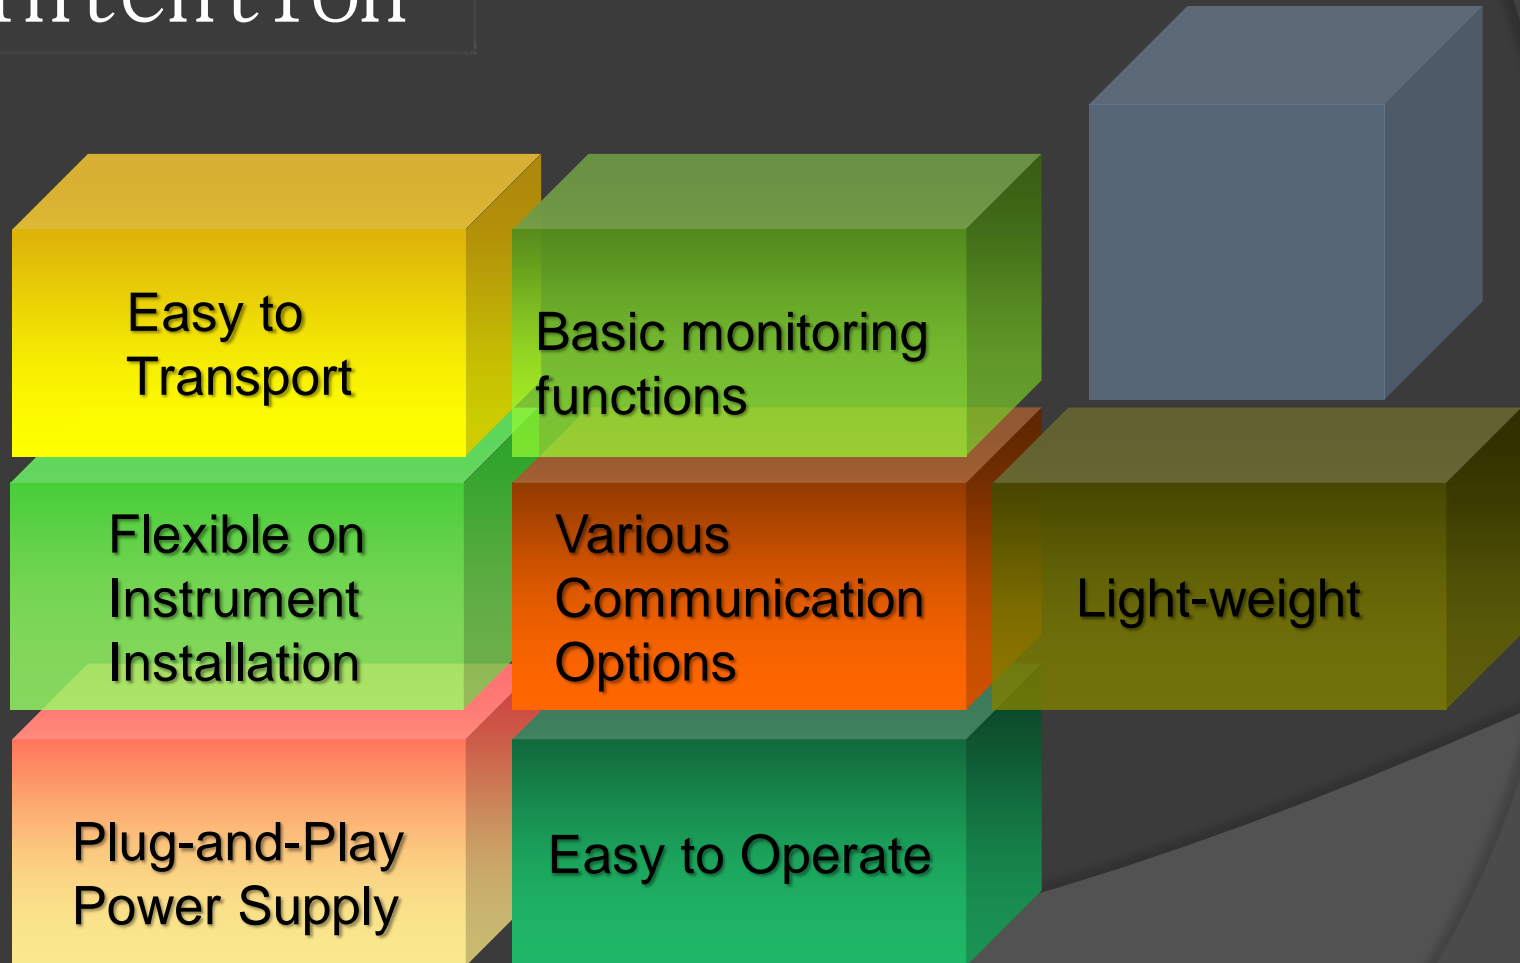 Easy to
Transport
Basic monitoring
functions
Flexible on
Instrument
Installation
Various
Communication
Options
Light-weight
Plug-and-Play
Power Supply
Easy to Operate